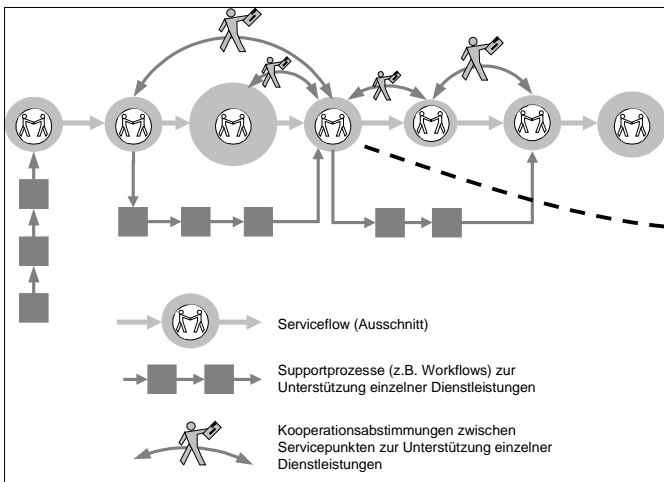 Serviceflow (Ausschnitt)
Supportprozesse (z.B. Workflows) zur
Unterstützung einzelner Dienstleistungen
Kooperationsabstimmungen zwischen
Servicepunkten zur Unterstützung einzelner
Dienstleistungen